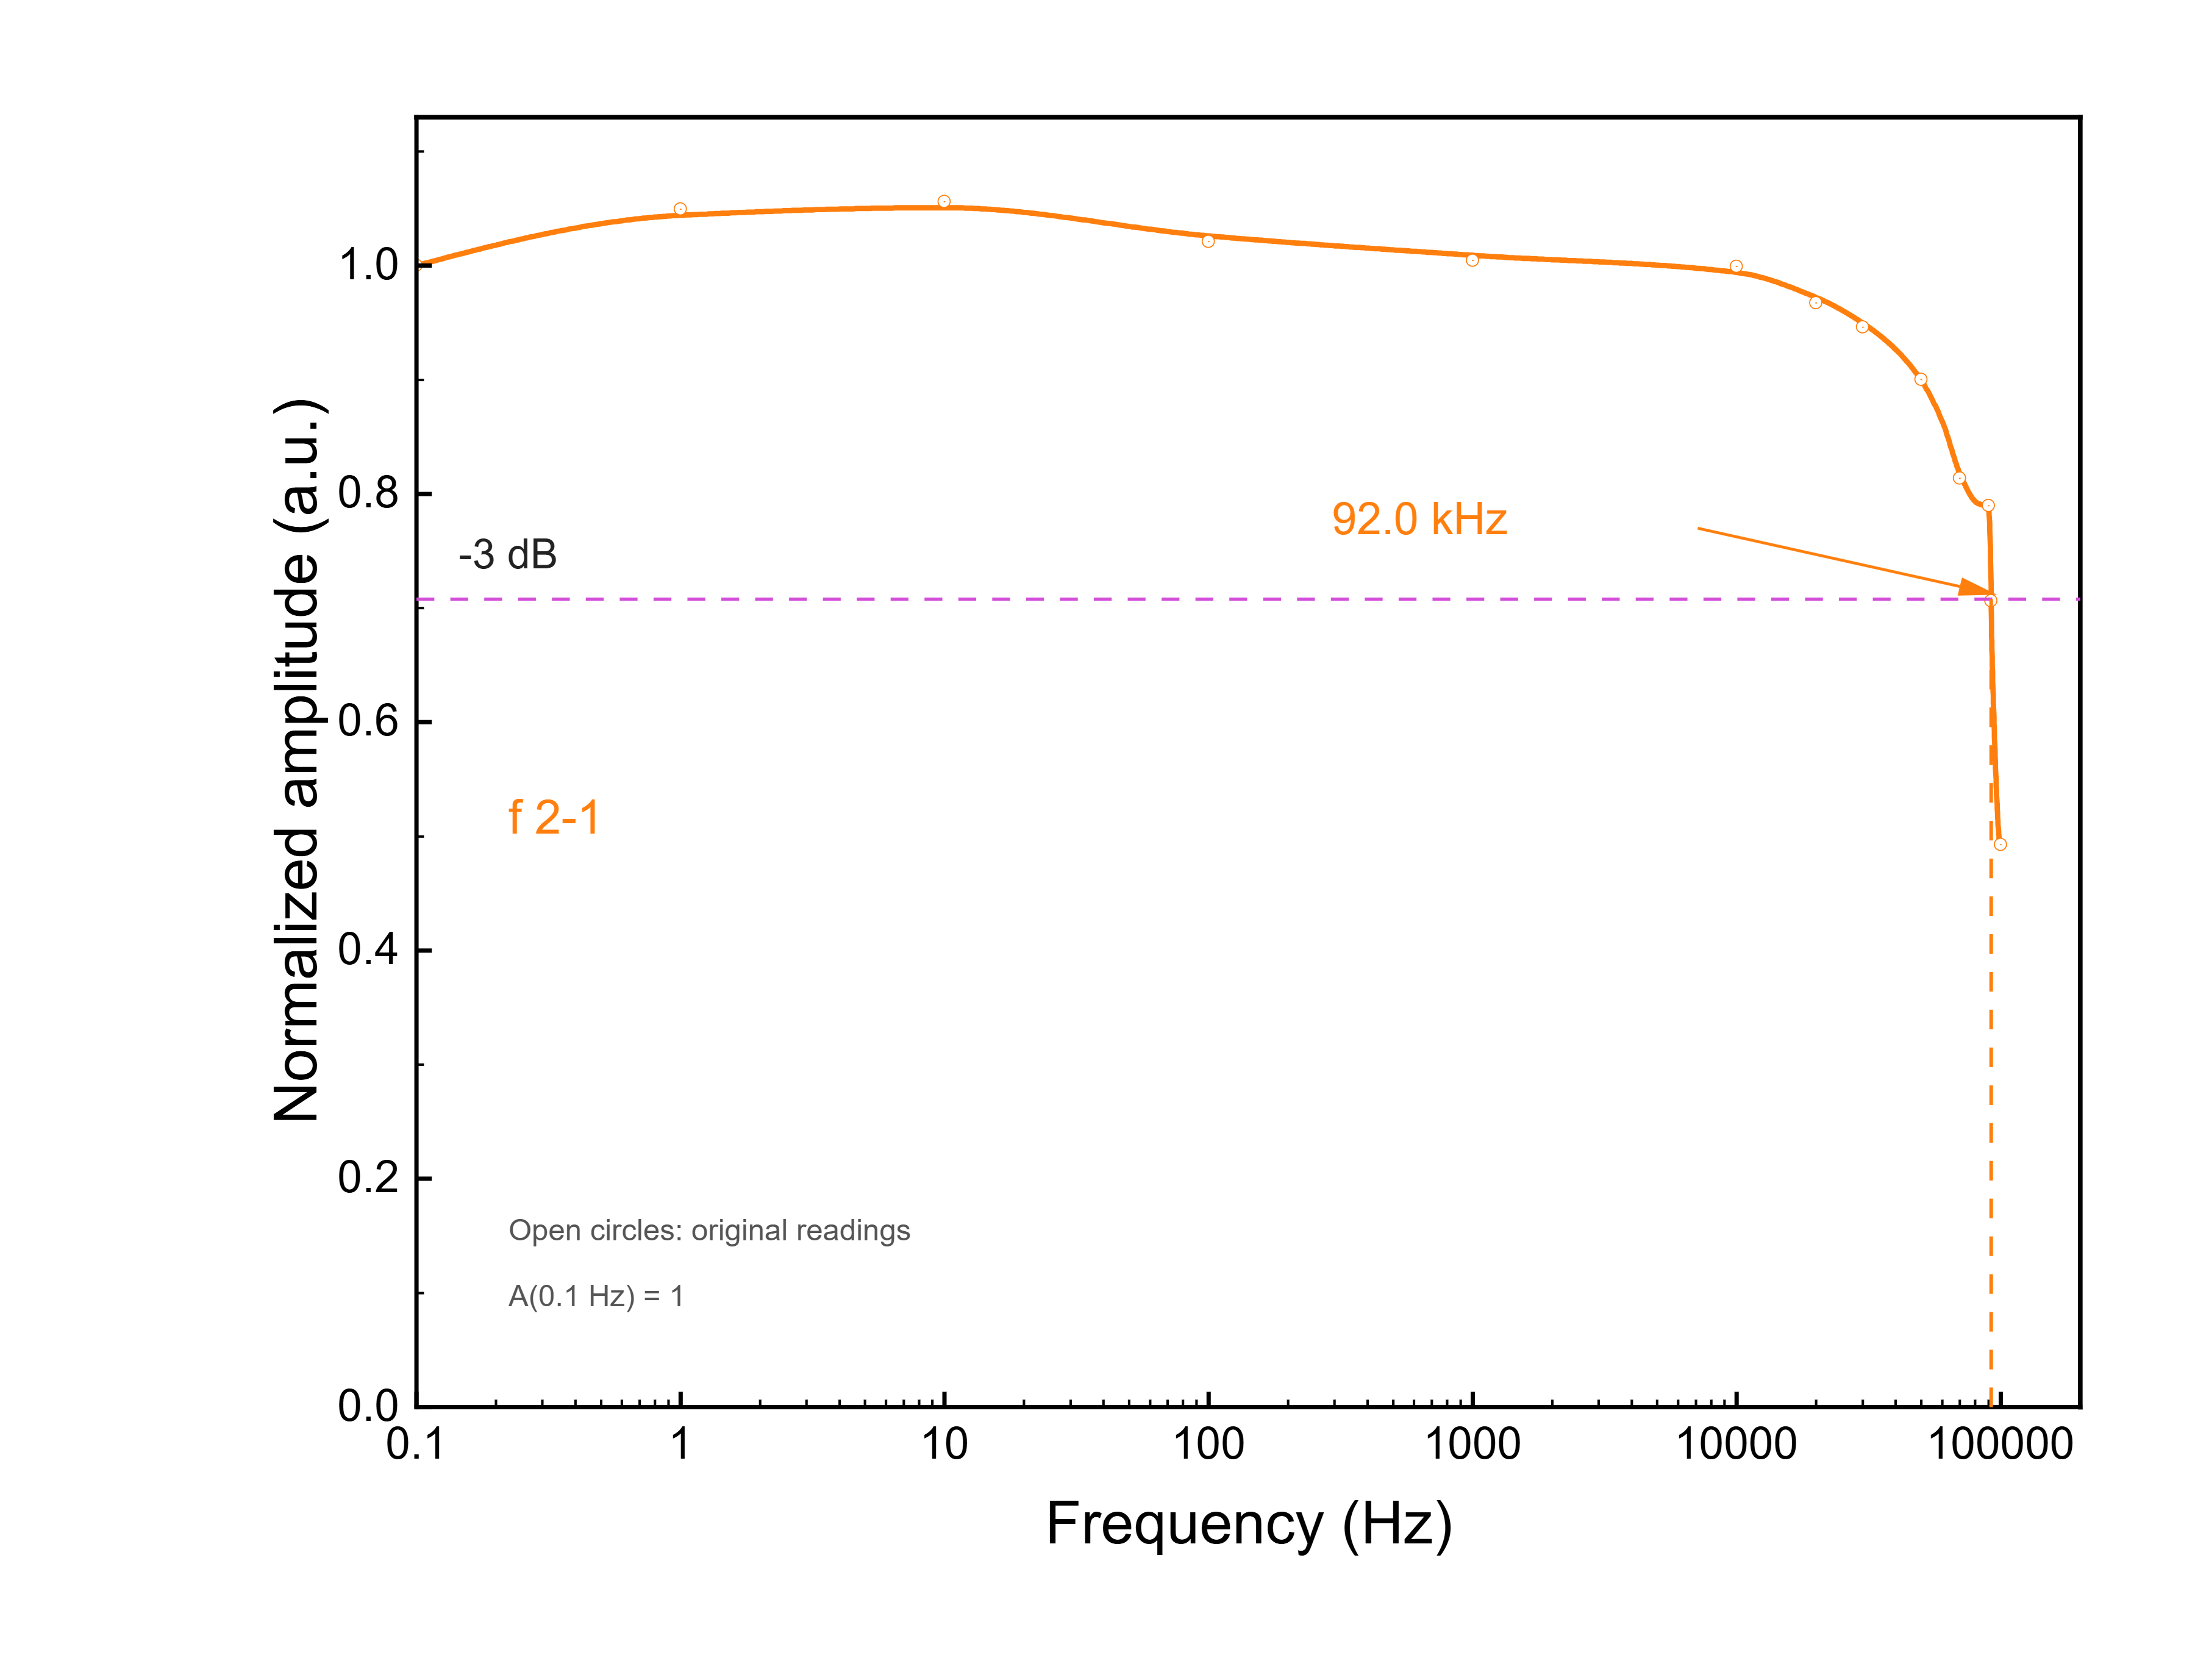 1.0
0.8
0.6
0.4
0.2
0.0
Normalized amplitude (a.u.)
-3 dB
92.0 kHz
f 2-1
Open circles: original readings
A(0.1 Hz) = 1
0.1 1 10 100 1000 10000 100000
Frequency (Hz)